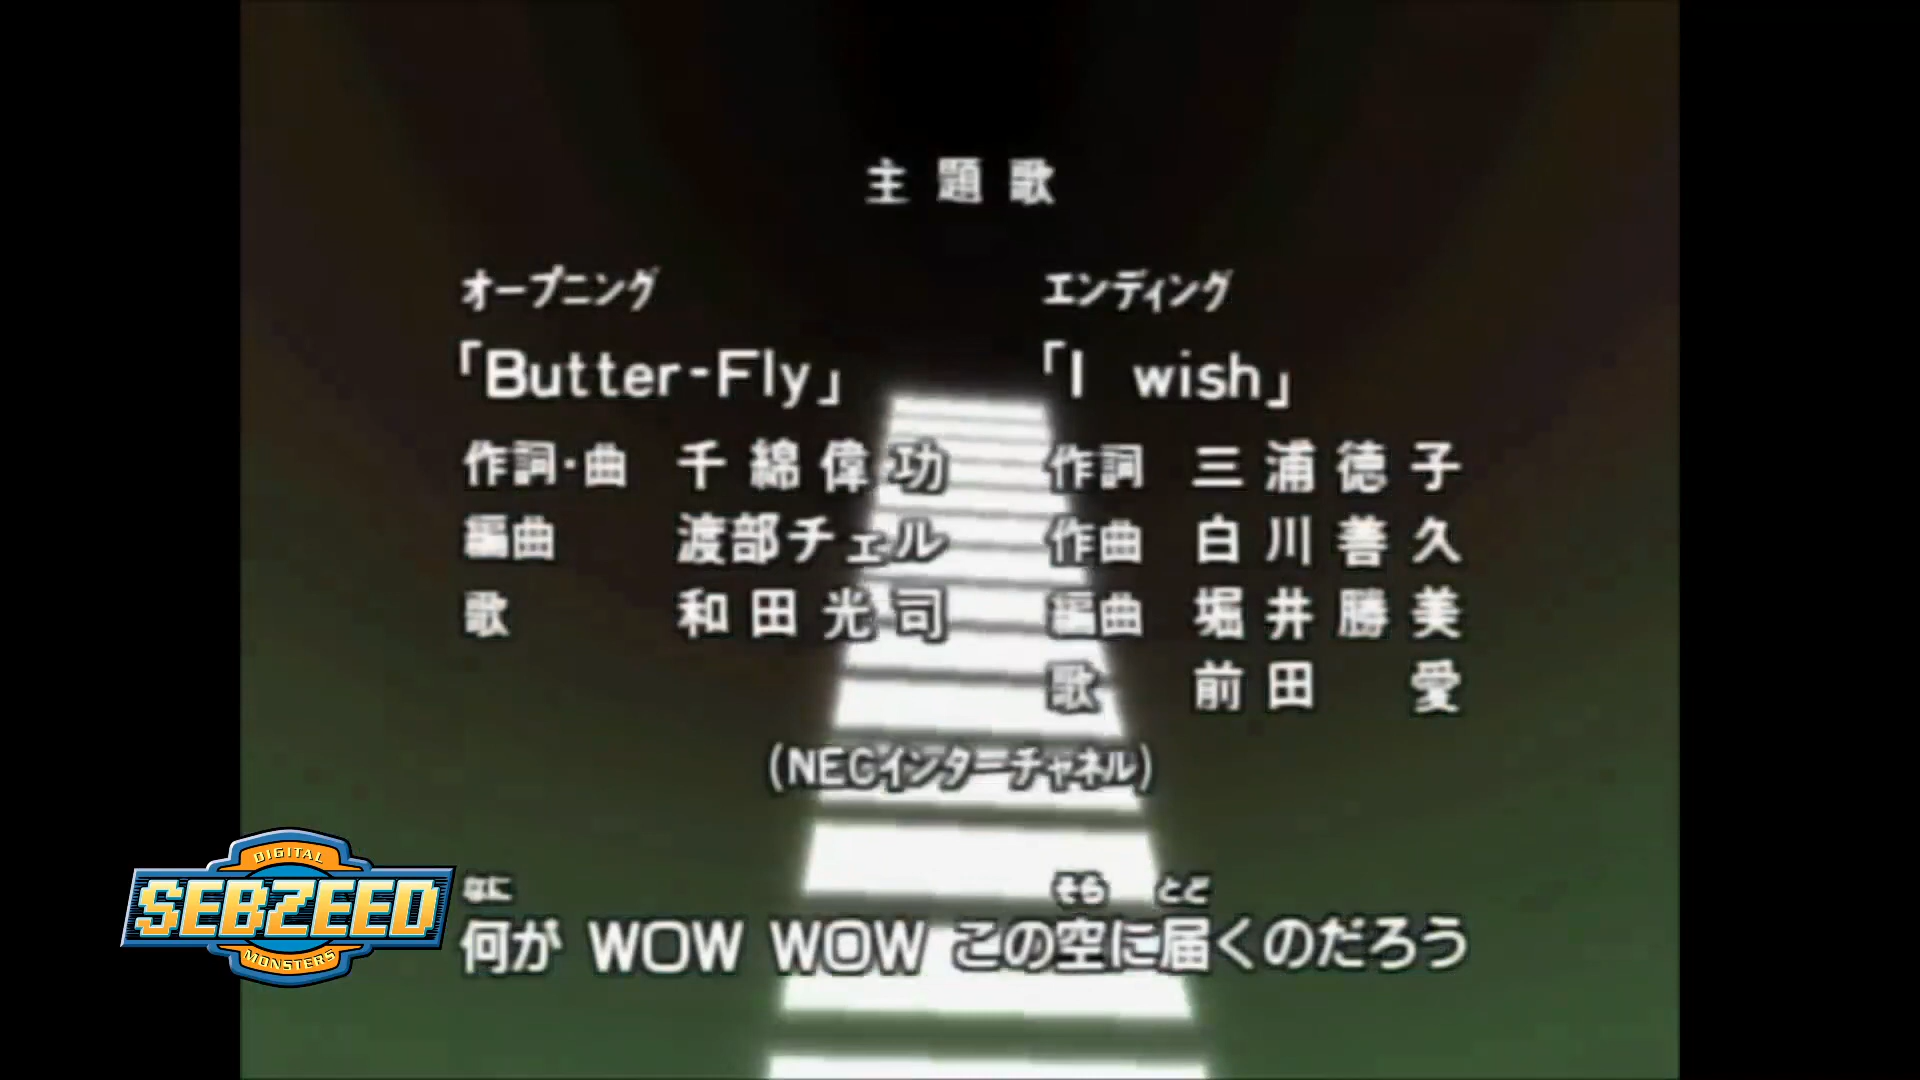 主題歌
オープニング
「Butter-Fly」
作詞・曲 千綿偉功
編曲 渡部チェル
歌 和田光司
エンディング
「I wish」
作詞 三浦徳子
作曲 白川善久
編曲 堀井勝美
歌 前田 愛
(NECインターチャネル)
なに そら とど
何が WOW WOW この空に届くのだろう
DIGITAL
SEBZEED
MONSTERS